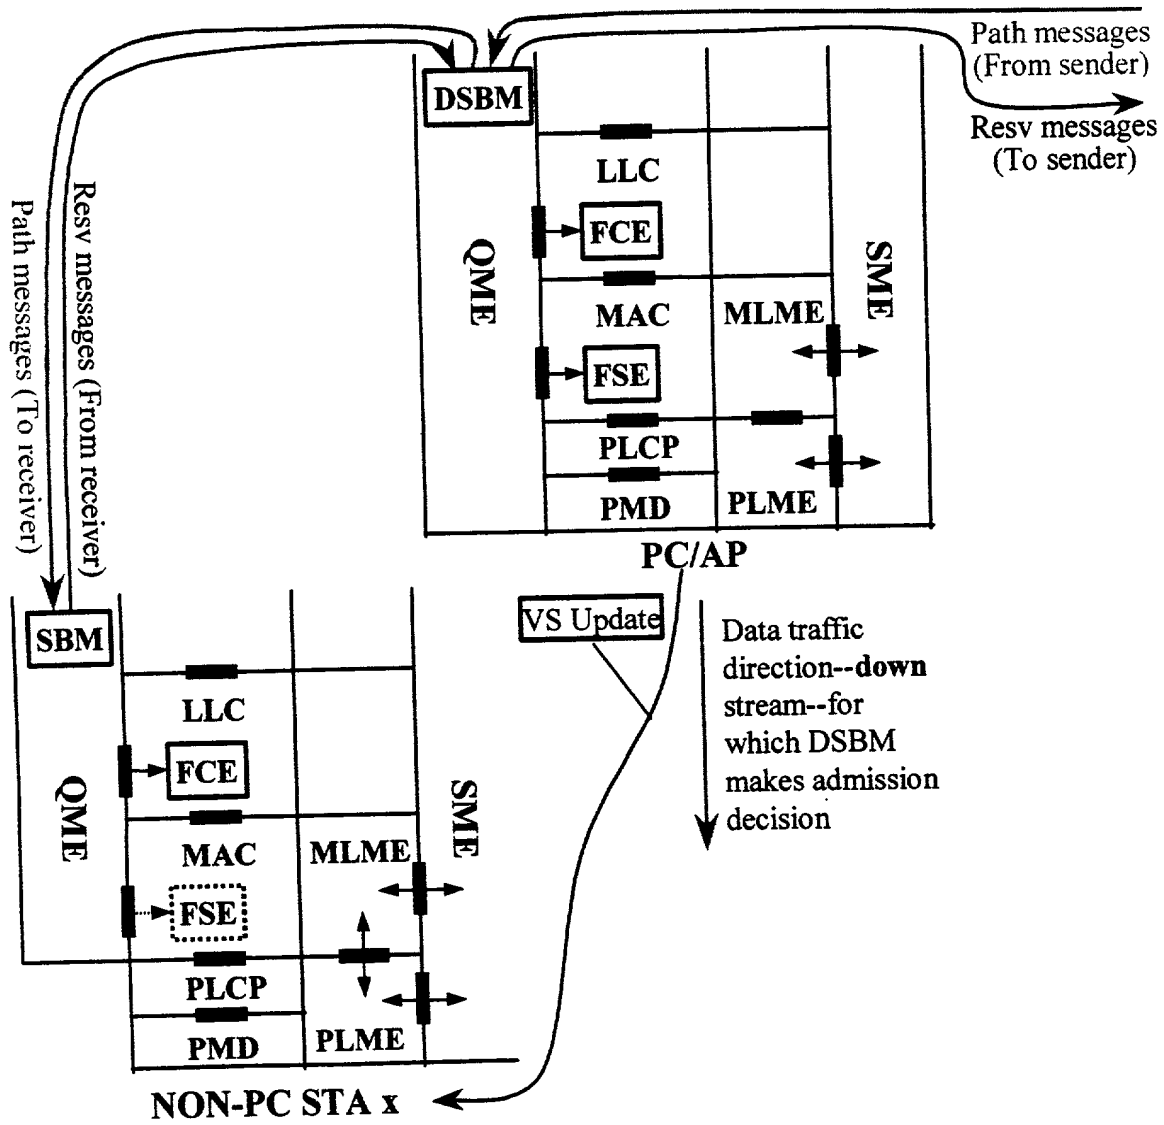 Path messages
(From sender)
DSBM
Resv messages
(To sender)
LLC
FCE
QME
SME
MAC
MLME
FSE
PLCP
PMD
PLME
PC/AP
Path messages (To receiver)
Resv messages (From receiver)
VS Update
Data traffic
direction--down
stream--for
which DSBM
makes admission
decision
SBM
LLC
FCE
QME
SME
MAC
MLME
FSE
PLCP
PMD
PLME
NON-PC STA x